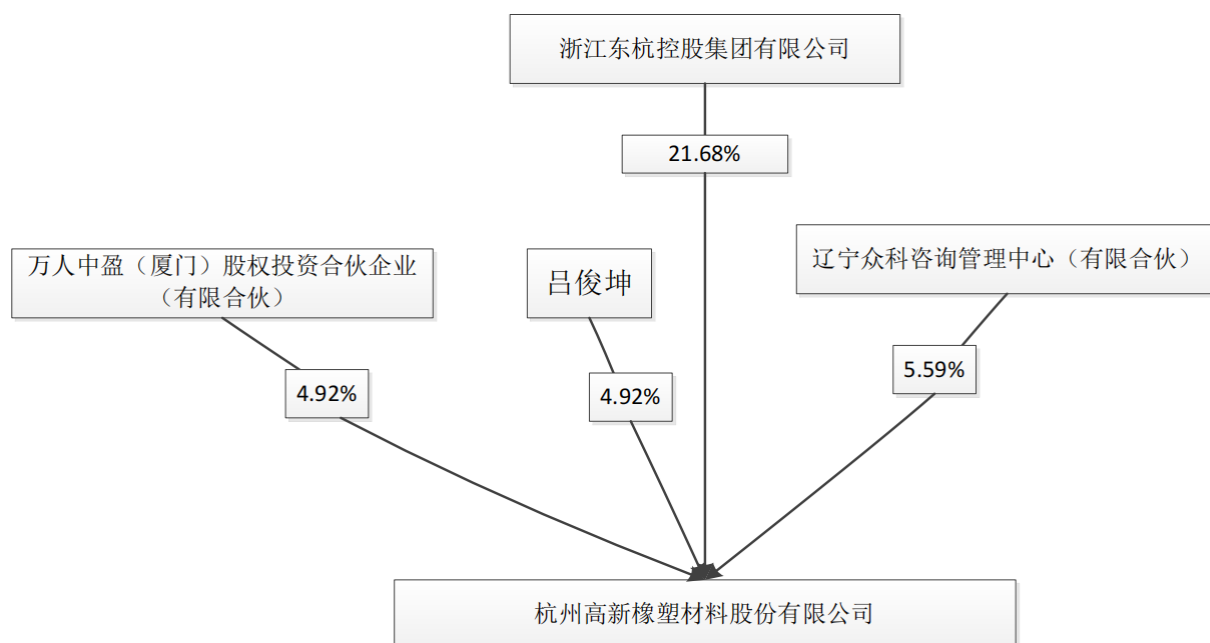 浙江东杭控股集团有限公司
21.68%
万人中盈（厦门）股权投资合伙企业
（有限合伙）
吕俊坤
辽宁众科咨询管理中心（有限合伙）
4.92%
4.92%
5.59%
杭州高新橡塑材料股份有限公司